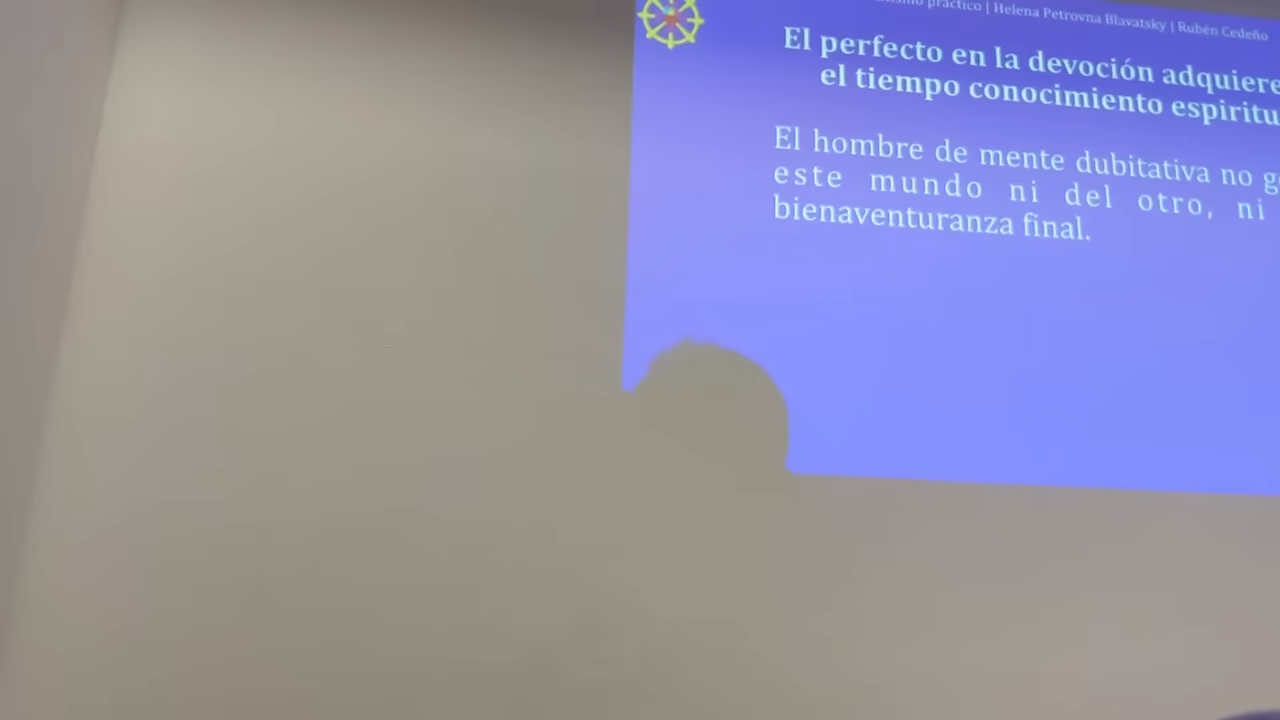 práctico | Helena Petrovna Blavatsky | Rubén Cedeño
El perfecto en la devoción adquiere
el tiempo conocimiento
El hombre de mente dubitativa no
este mundo ni del otro, ni
bienaventuranza final.